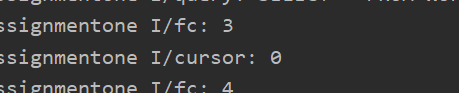 ssignmentone I/fc: 3
ssignmentone I/cursor: 0
ssignmentone I/fc: 4